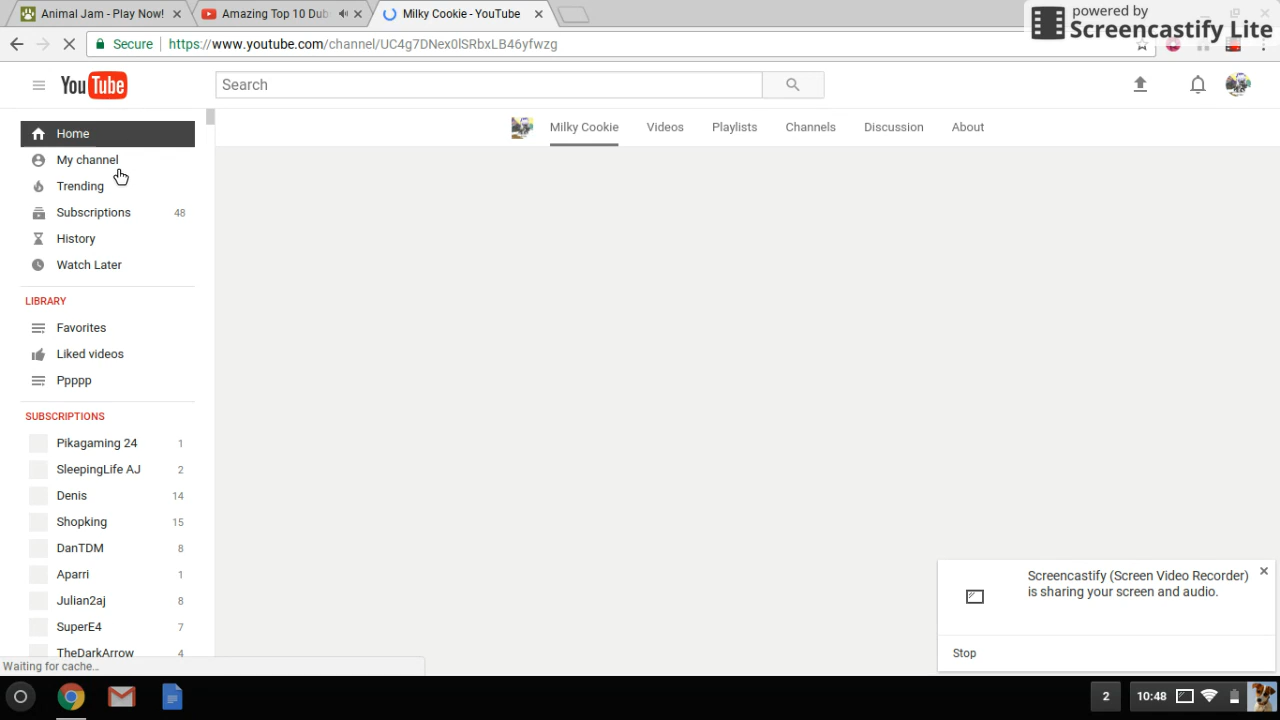 Animal Jam - Play Now!
Amazing Top 10 Dub
Milky Cookie - YouTube
powered by
Screencastify Lite
Secure
https://www.youtube.com/channel/UC4g7DNex0lSRbxLB46yfwzg
YouTube
Search
Home
My channel
Trending
Subscriptions 48
History
Watch Later
LIBRARY
Favorites
Liked videos
Ppppp
SUBSCRIPTIONS
Pikagaming 24 1
SleepingLife AJ 2
Denis 14
Shopking 15
DanTDM 8
Aparri 1
Julian2aj 8
SuperE4 7
TheDarkArrow 4
Milky Cookie
Videos
Playlists
Channels
Discussion
About
Screencastify (Screen Video Recorder)
is sharing your screen and audio.
Stop
Waiting for cache...
2
10:48